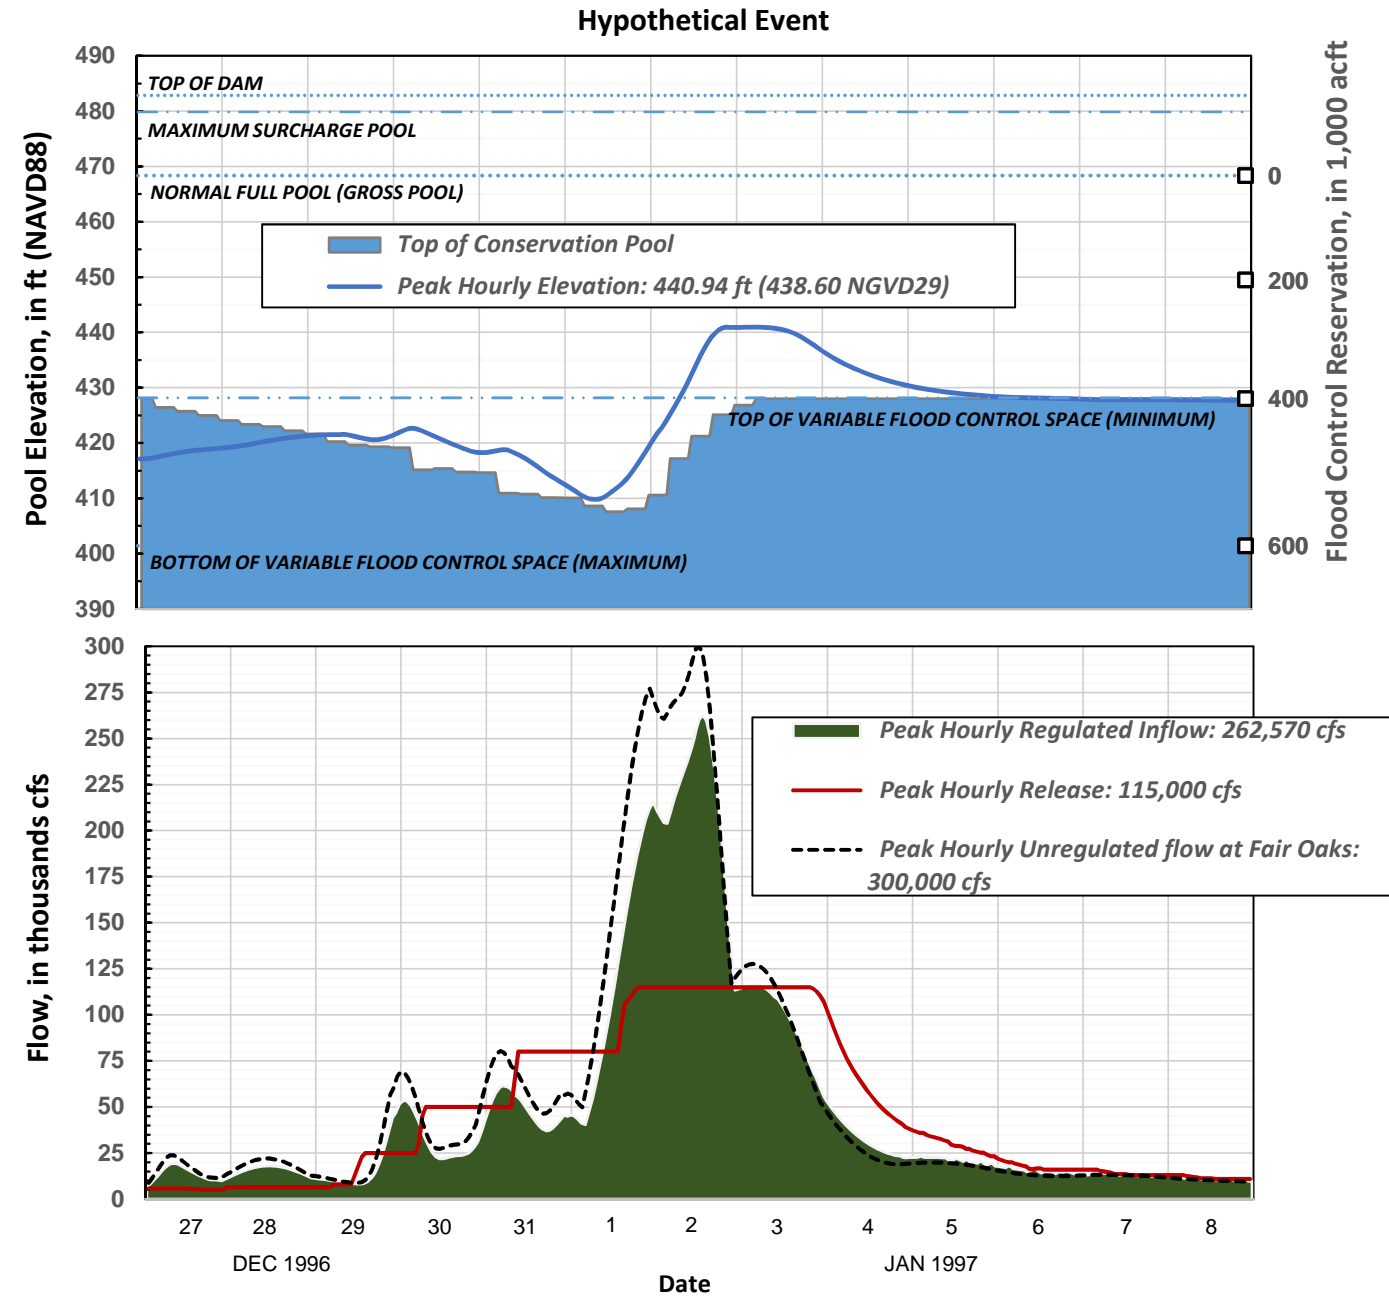 Hypothetical Event
Pool Elevation, in ft (NAVD88)
490
480
470
460
450
440
430
420
410
400
390
TOP OF DAM
MAXIMUM SURCHARGE POOL
NORMAL FULL POOL (GROSS POOL)
Top of Conservation Pool
Peak Hourly Elevation: 440.94 ft (438.60 NGVD29)
TOP OF VARIABLE FLOOD CONTROL SPACE (MINIMUM)
BOTTOM OF VARIABLE FLOOD CONTROL SPACE (MAXIMUM)
0
200
400
600
Flood Control Reservation, in 1,000 acft
Flow, in thousands cfs
300
275
250
225
200
175
150
125
100
75
50
25
0
Peak Hourly Regulated Inflow: 262,570 cfs
Peak Hourly Release: 115,000 cfs
Peak Hourly Unregulated flow at Fair Oaks:
300,000 cfs
27 28 29 30 31 1 2 3 4 5 6 7 8
DEC 1996 JAN 1997
Date